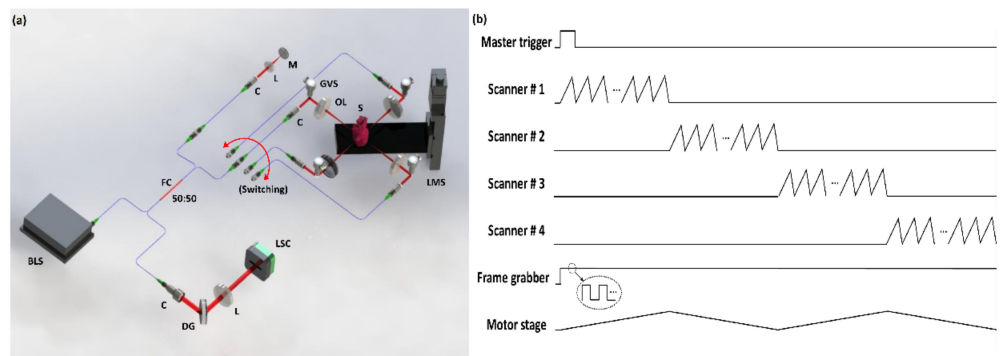 (a)
M
L
C
GVS
OL
S
C
FC
50:50
(Switching)
LMS
BLS
LSC
C
DG
L
(b)
Master trigger
Scanner # 1
...
Scanner # 2
...
Scanner # 3
...
Scanner # 4
...
Frame grabber
...
Motor stage